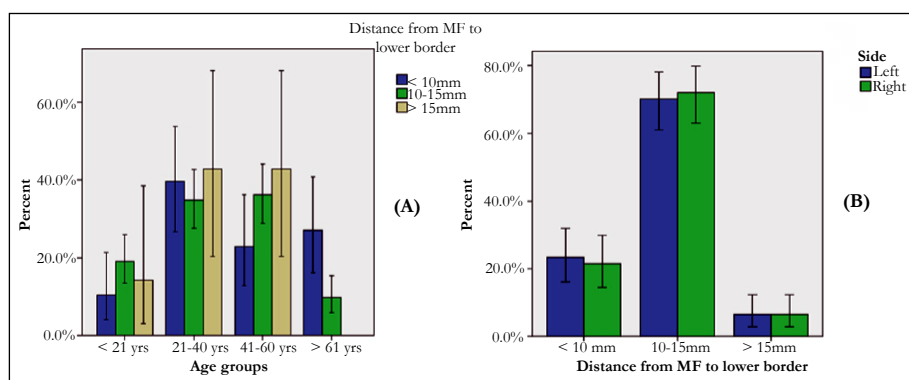 Distance from MF to
lower border
< 10mm
10-15mm
> 15mm
60.0%
40.0%
20.0%
0.0%
Percent
< 21 yrs
21-40 yrs
41-60 yrs
> 61 yrs
Age groups
(A)
Side
Left
Right
80.0%
60.0%
40.0%
20.0%
0.0%
Percent
< 10 mm
10-15mm
> 15mm
Distance from MF to lower border
(B)